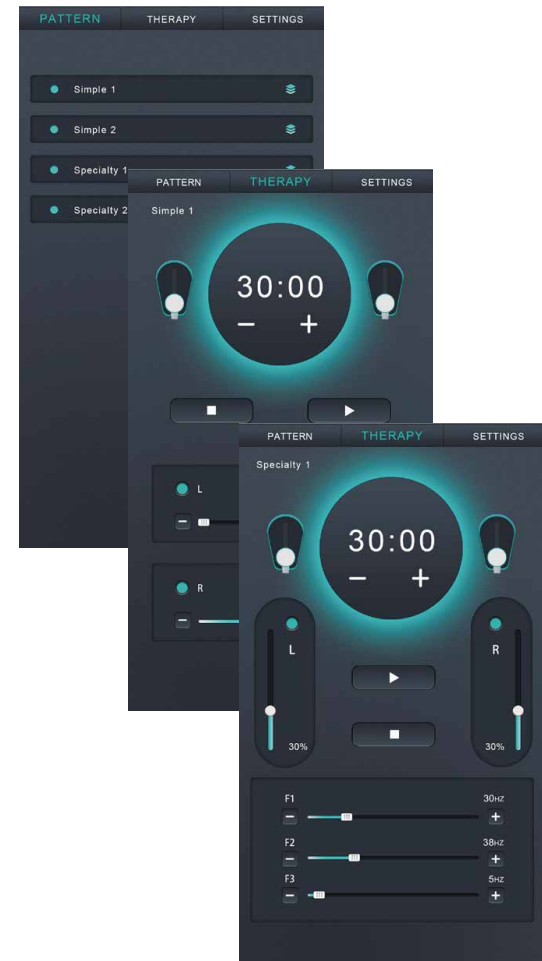 PATTERN THERAPY SETTINGS
Simple 1
Simple 2
Specialty 1
Specialty 2
PATTERN THERAPY SETTINGS
Simple 1
30:00
L
R
PATTERN THERAPY SETTINGS
Specialty 1
30:00
L R
30% 30%
F1 30HZ
F2 38HZ
F3 5HZ